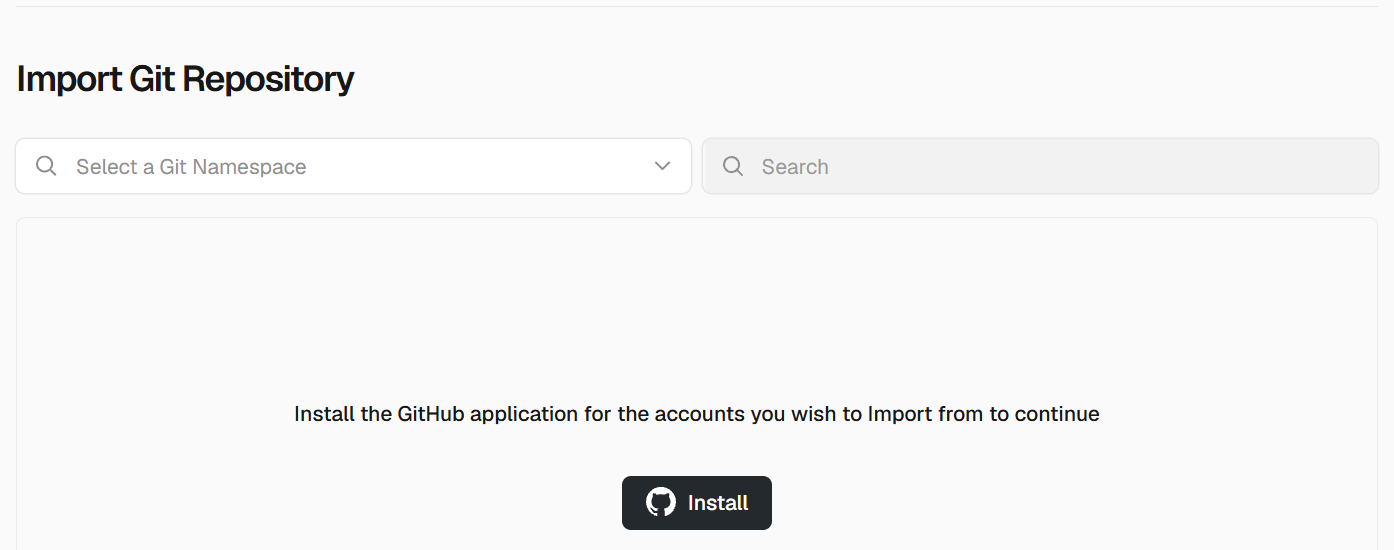 Import Git Repository
Select a Git Namespace
Search
Install the GitHub application for the accounts you wish to Import from to continue
Install